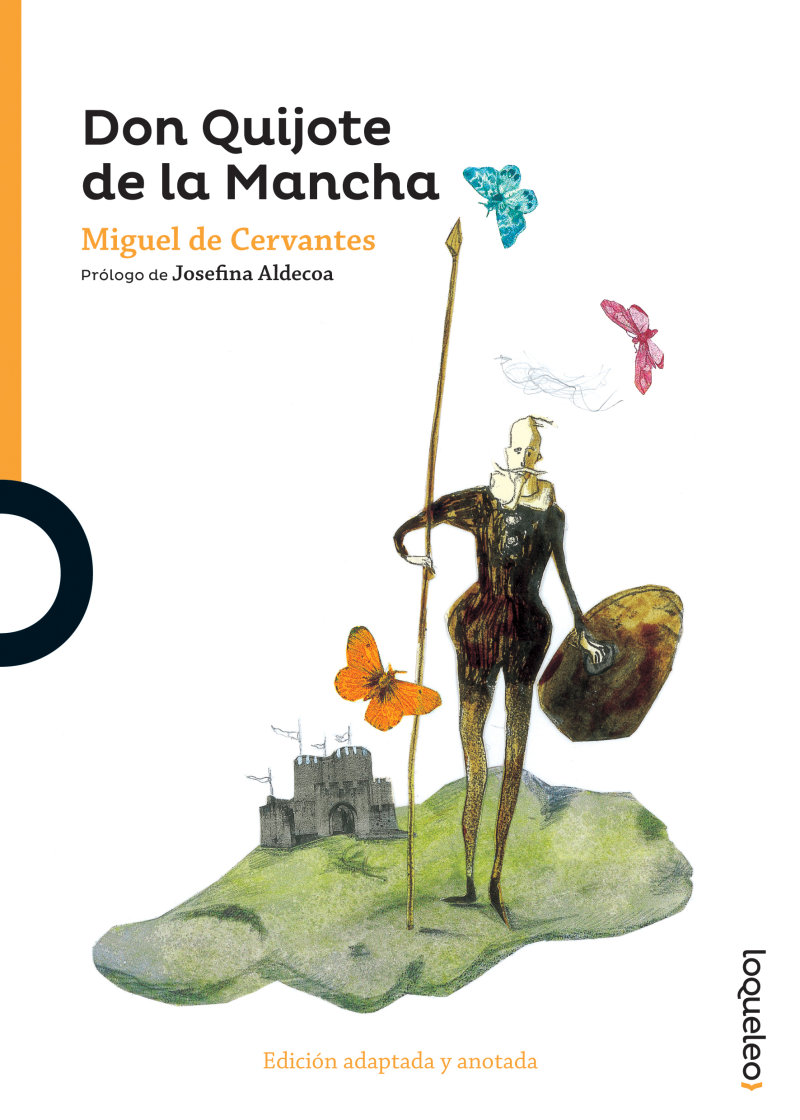 Don Quijote
de la Mancha
Miguel de Cervantes
Prólogo de Josefina Aldecoa
loqueleo
Edición adaptada y anotada